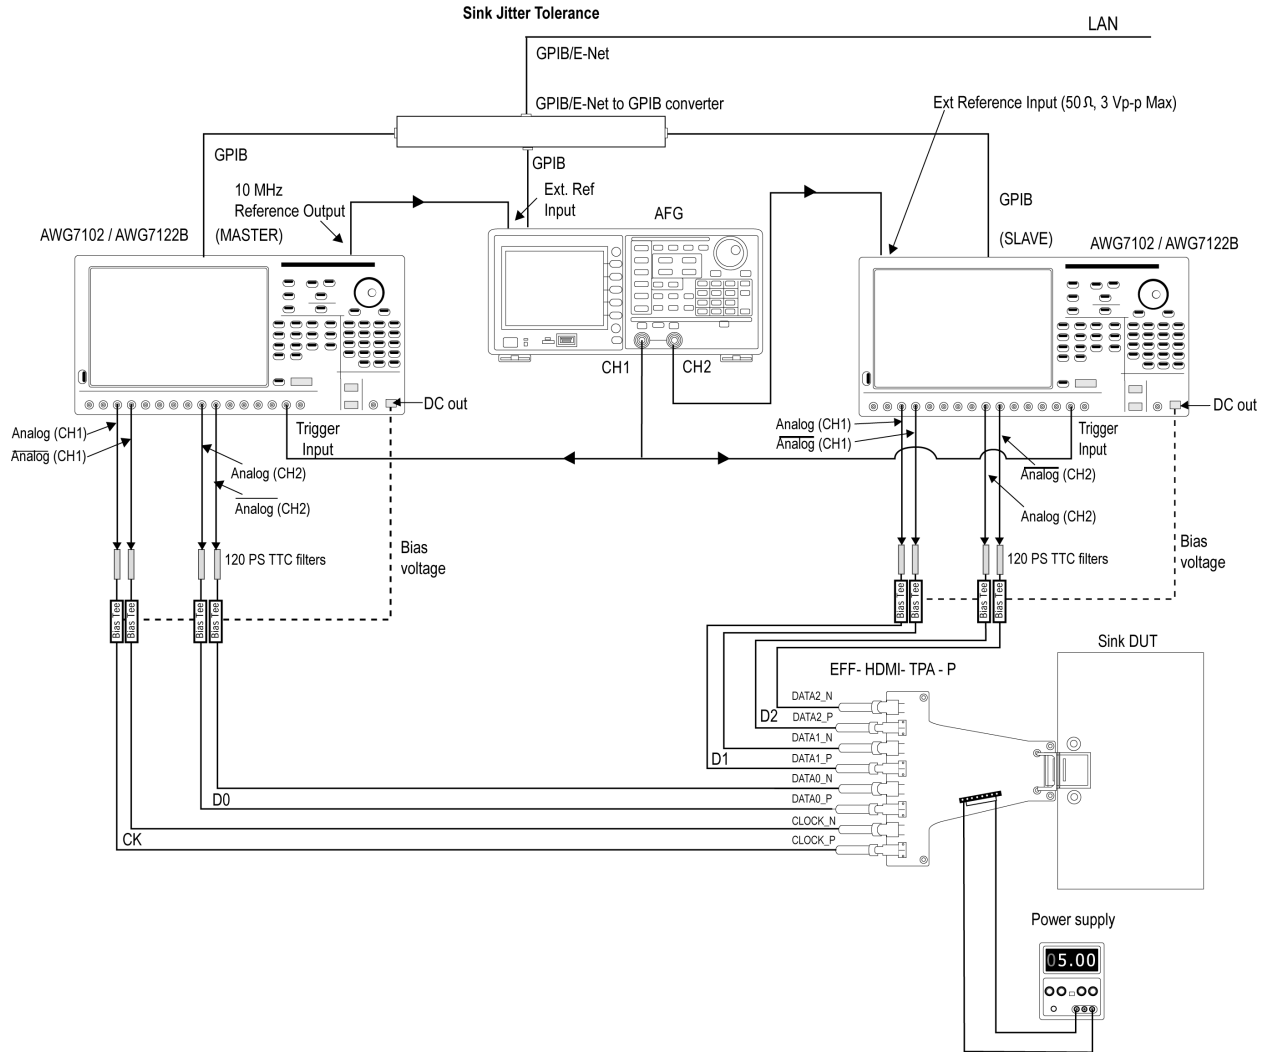 Sink Jitter Tolerance
LAN
GPIB/E-Net
GPIB/E-Net to GPIB converter
Ext Reference Input (50 Ω, 3 Vp-p Max)
GPIB
GPIB
10 MHz
Reference Output
(MASTER)
Ext. Ref
Input
AFG
GPIB
(SLAVE)
AWG7102 / AWG7122B
AWG7102 / AWG7122B
CH1
CH2
DC out
DC out
Analog (CH1)
Analog (CH1)
Trigger
Input
Analog (CH2)
Analog (CH2)
Analog (CH1)
Analog (CH1)
Trigger
Input
Analog (CH2)
Analog (CH2)
120 PS TTC filters
Bias
voltage
120 PS TTC filters
Bias
voltage
Bias Tee
Bias Tee
Bias Tee
Bias Tee
Bias Tee
Bias Tee
Bias Tee
Bias Tee
Sink DUT
EFF- HDMI- TPA - P
DATA2_N
D2
DATA2_P
DATA1_N
D1
DATA1_P
DATA0_N
D0
DATA0_P
CLOCK_N
CK
CLOCK_P
Power supply
05.00